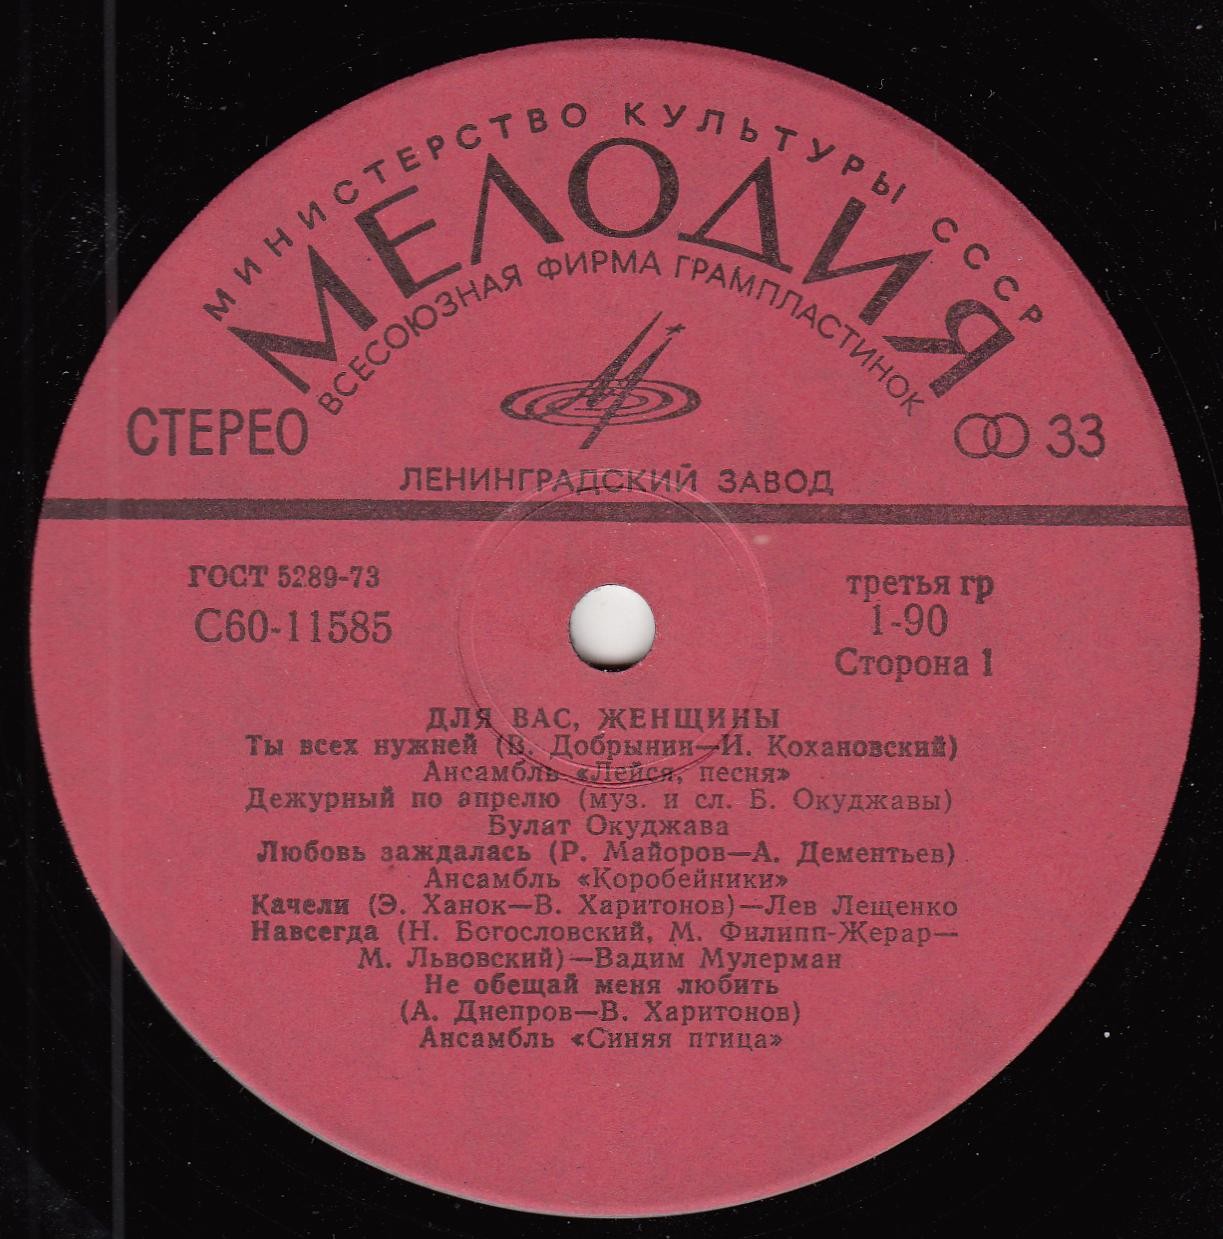 МИНИСТЕРСТВО КУЛЬТУРЫ СССР
МЕЛОДИЯ
ВСЕСОЮЗНАЯ ФИРМА ГРАМПЛАСТИНОК
СТЕРЕО
33
ЛЕНИНГРАДСКИЙ ЗАВОД
ГОСТ 5289-73
С60-11585
третья гр
1-90
Сторона 1
ДЛЯ ВАС, ЖЕНЩИНЫ
Ты всех нужней (В. Добрынин—И. Кохановский)
Ансамбль «Лейся, песня»
Дежурный по апрелю (муз. и сл. Б. Окуджавы)
Булат Окуджава
Любовь заждалась (Р. Майоров—А. Дементьев)
Ансамбль «Коробейники»
Качели (Э. Ханок—В. Харитонов)—Лев Лещенко
Навсегда (Н. Богословский, М. Филипп-Жерар—
М. Львовский)—Вадим Мулерман
Не обещай меня любить
(А. Днепров—В. Харитонов)
Ансамбль «Синяя птица»